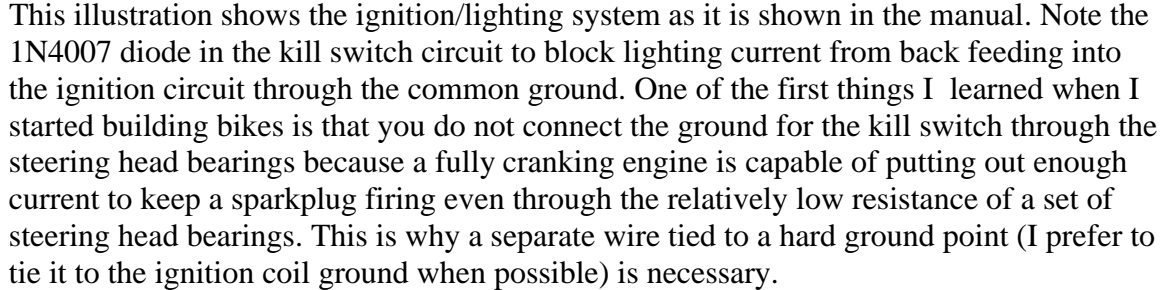 This illustration shows the ignition/lighting system as it is shown in the manual. Note the
1N4007 diode in the kill switch circuit to block lighting current from back feeding into
the ignition circuit through the common ground. One of the first things I  learned when I
started building bikes is that you do not connect the ground for the kill switch through the
steering head bearings because a fully cranking engine is capable of putting out enough
current to keep a sparkplug firing even through the relatively low resistance of a set of
steering head bearings. This is why a separate wire tied to a hard ground point (I prefer to
tie it to the ignition coil ground when possible) is necessary.